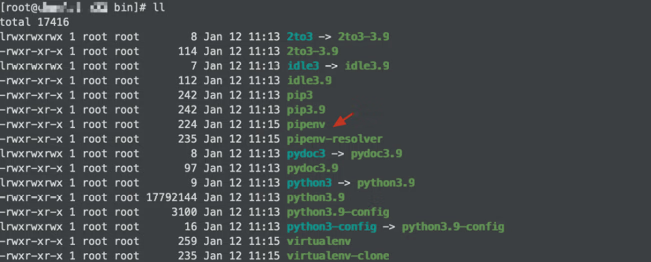 [root@ bin]# ll
total 17416
lrwxrwxrwx 1 root root 8 Jan 12 11:13 2to3 -> 2to3-3.9
-rwxr-xr-x 1 root root 114 Jan 12 11:13 2to3-3.9
lrwxrwxrwx 1 root root 7 Jan 12 11:13 idle3 -> idle3.9
-rwxr-xr-x 1 root root 112 Jan 12 11:13 idle3.9
-rwxr-xr-x 1 root root 242 Jan 12 11:13 pip3
-rwxr-xr-x 1 root root 242 Jan 12 11:13 pip3.9
-rwxr-xr-x 1 root root 224 Jan 12 11:15 pipenv
-rwxr-xr-x 1 root root 235 Jan 12 11:15 pipenv-resolver
lrwxrwxrwx 1 root root 8 Jan 12 11:13 pydoc3 -> pydoc3.9
-rwxr-xr-x 1 root root 97 Jan 12 11:13 pydoc3.9
lrwxrwxrwx 1 root root 9 Jan 12 11:13 python3 -> python3.9
-rwxr-xr-x 1 root root 17792144 Jan 12 11:13 python3.9
-rwxr-xr-x 1 root root 3100 Jan 12 11:13 python3.9-config
lrwxrwxrwx 1 root root 16 Jan 12 11:13 python3-config -> python3.9-config
-rwxr-xr-x 1 root root 259 Jan 12 11:15 virtualenv
-rwxr-xr-x 1 root root 235 Jan 12 11:15 virtualenv-clone